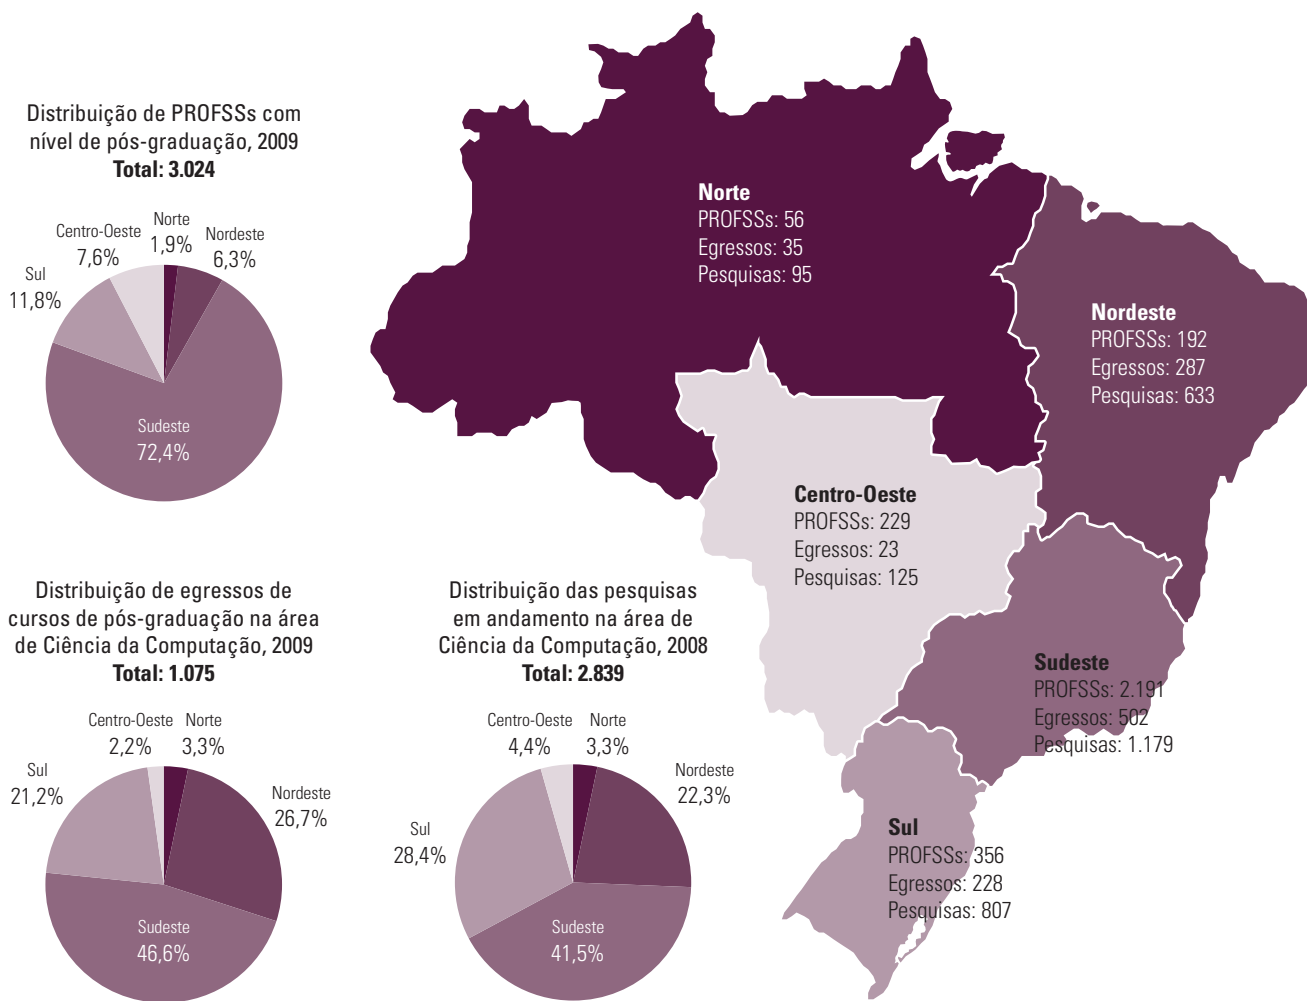 Distribuição de PROFSSs com
nível de pós-graduação, 2009
Total: 3.024
Norte
1,9%
Nordeste
6,3%
Centro-Oeste
7,6%
Sul
11,8%
Sudeste
72,4%
Norte
PROFSSs: 56
Egressos: 35
Pesquisas: 95
Nordeste
PROFSSs: 192
Egressos: 287
Pesquisas: 633
Centro-Oeste
PROFSSs: 229
Egressos: 23
Pesquisas: 125
Sudeste
PROFSSs: 2.191
Egressos: 502
Pesquisas: 1.179
Sul
PROFSSs: 356
Egressos: 228
Pesquisas: 807
Distribuição de egressos de
cursos de pós-graduação na área
de Ciência da Computação, 2009
Total: 1.075
Centro-Oeste
2,2%
Norte
3,3%
Sul
21,2%
Nordeste
26,7%
Sudeste
46,6%
Distribuição das pesquisas
em andamento na área de
Ciência da Computação, 2008
Total: 2.839
Centro-Oeste
4,4%
Norte
3,3%
Nordeste
22,3%
Sul
28,4%
Sudeste
41,5%